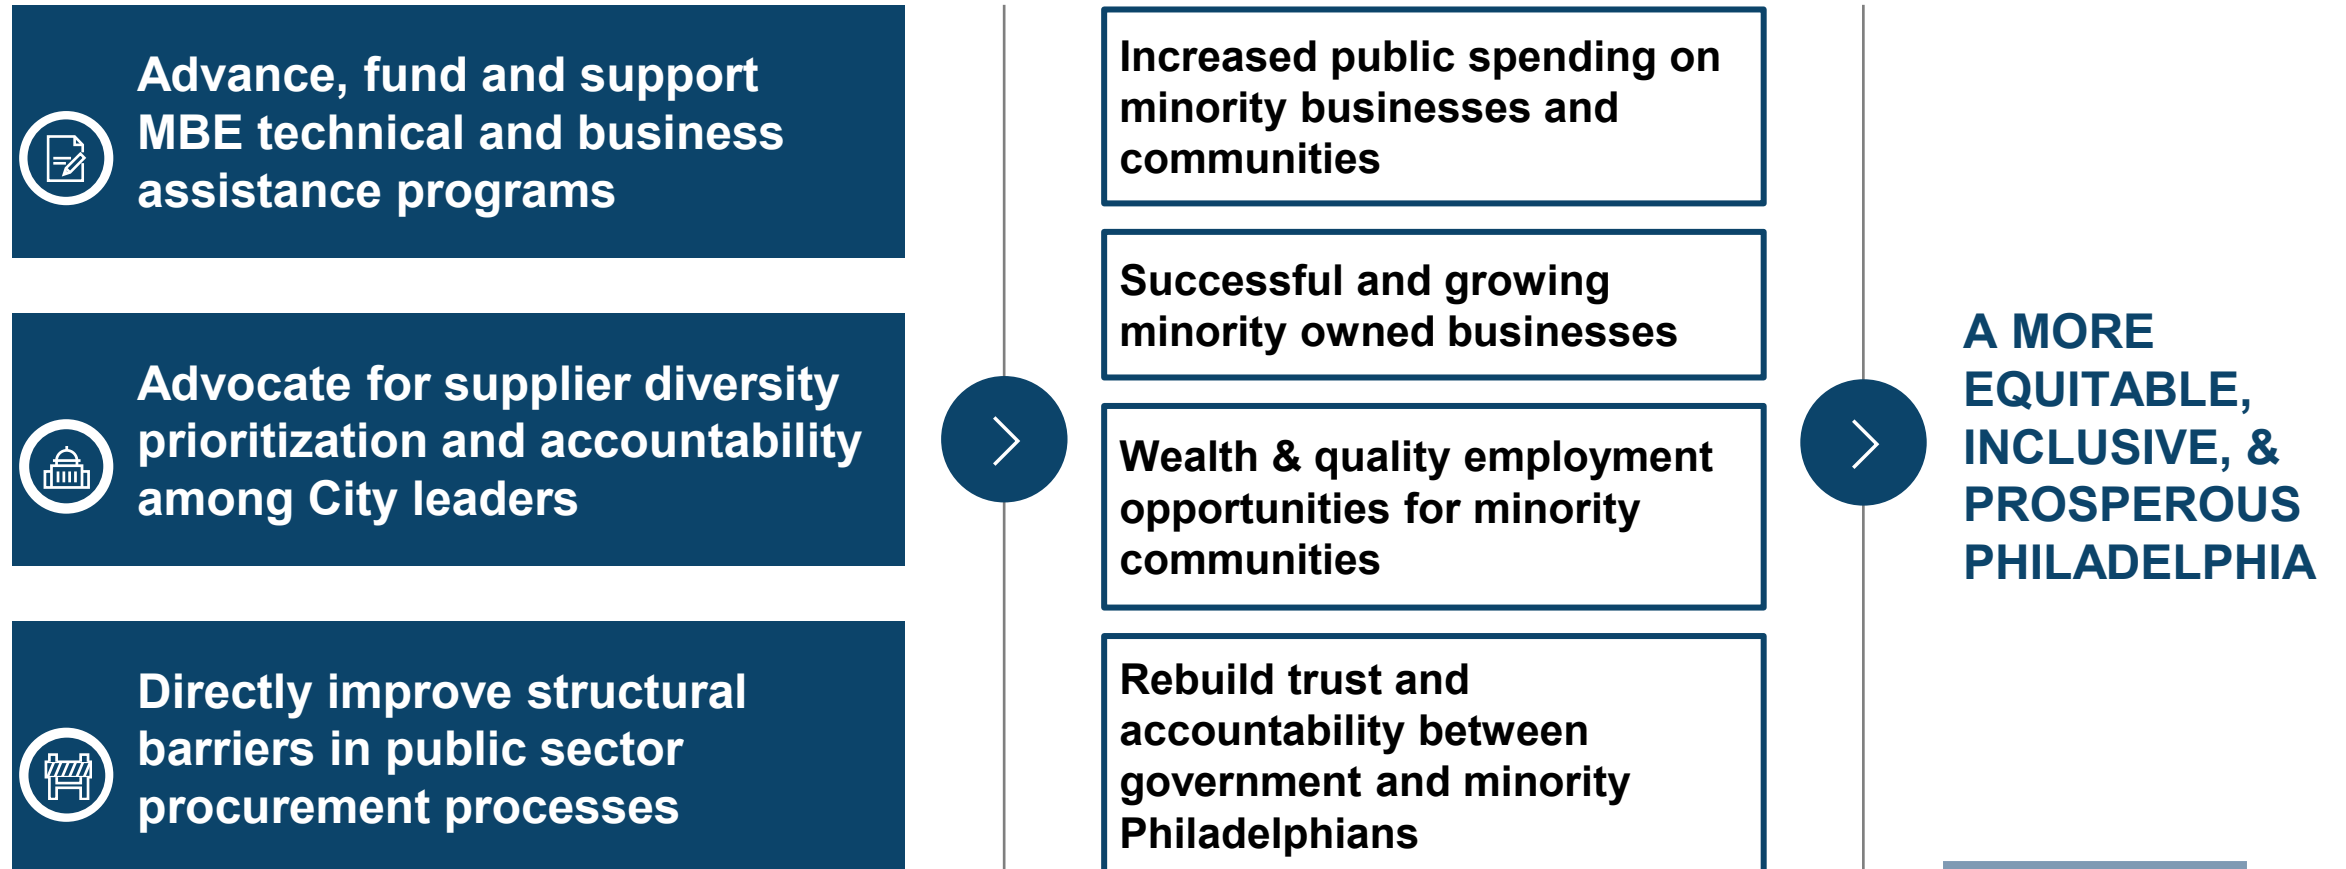 Advance, fund and support
MBE technical and business
assistance programs
Advocate for supplier diversity
prioritization and accountability
among City leaders
Directly improve structural
barriers in public sector
procurement processes
Increased public spending on
minority businesses and
communities
Successful and growing
minority owned businesses
Wealth & quality employment
opportunities for minority
communities
Rebuild trust and
accountability between
government and minority
Philadelphians
A MORE
EQUITABLE,
INCLUSIVE, &
PROSPEROUS
PHILADELPHIA